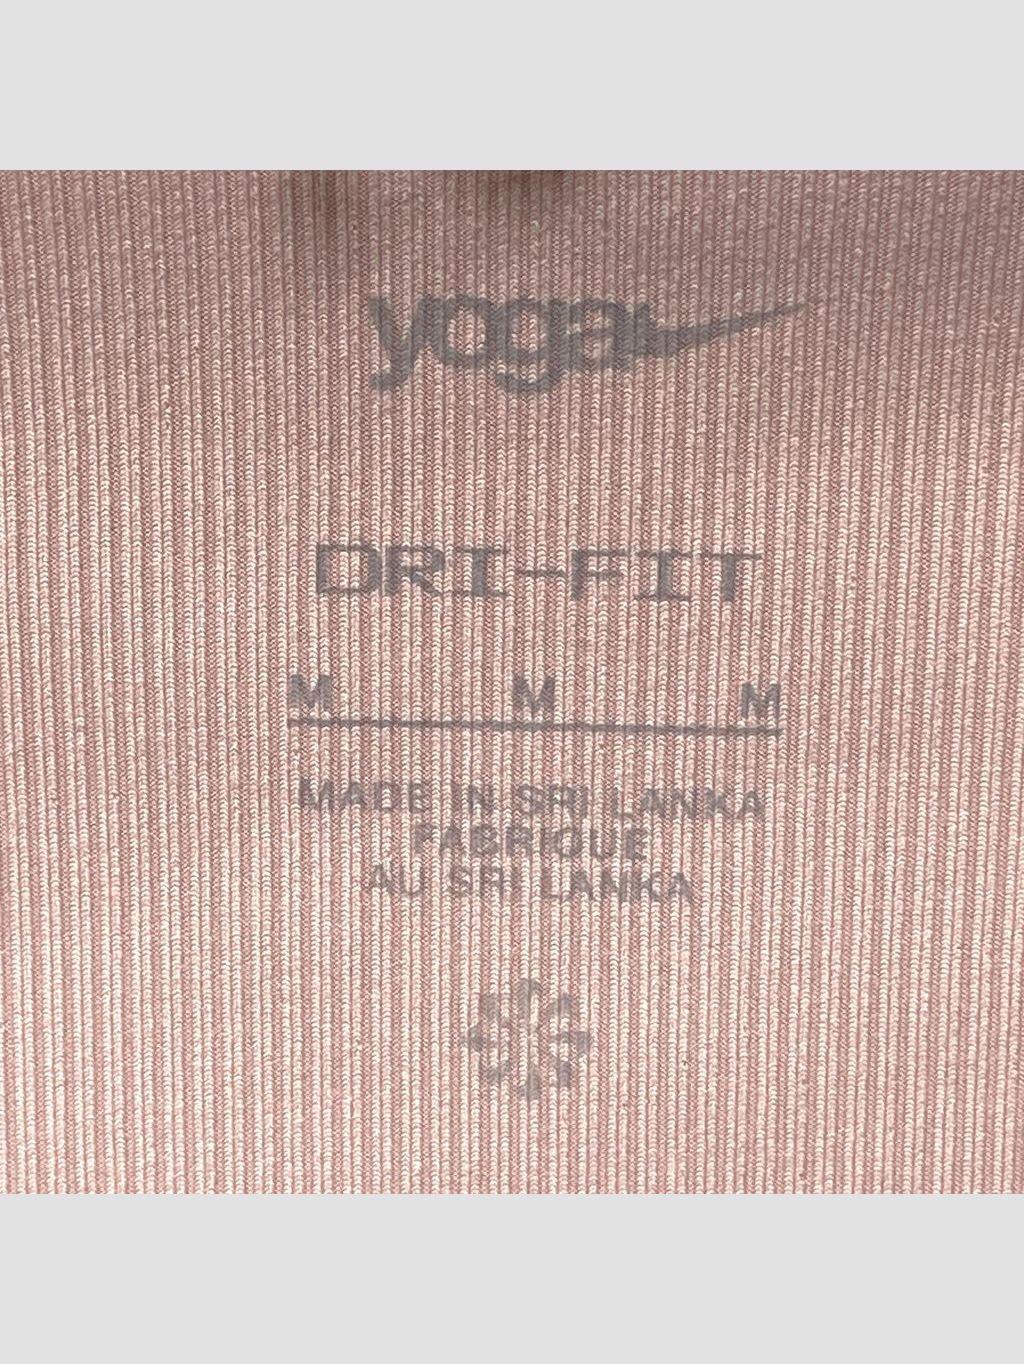 yoga
DRI-FIT
M M M
MADE IN SRI LANKA
FABRIQUE
AU SRI LANKA